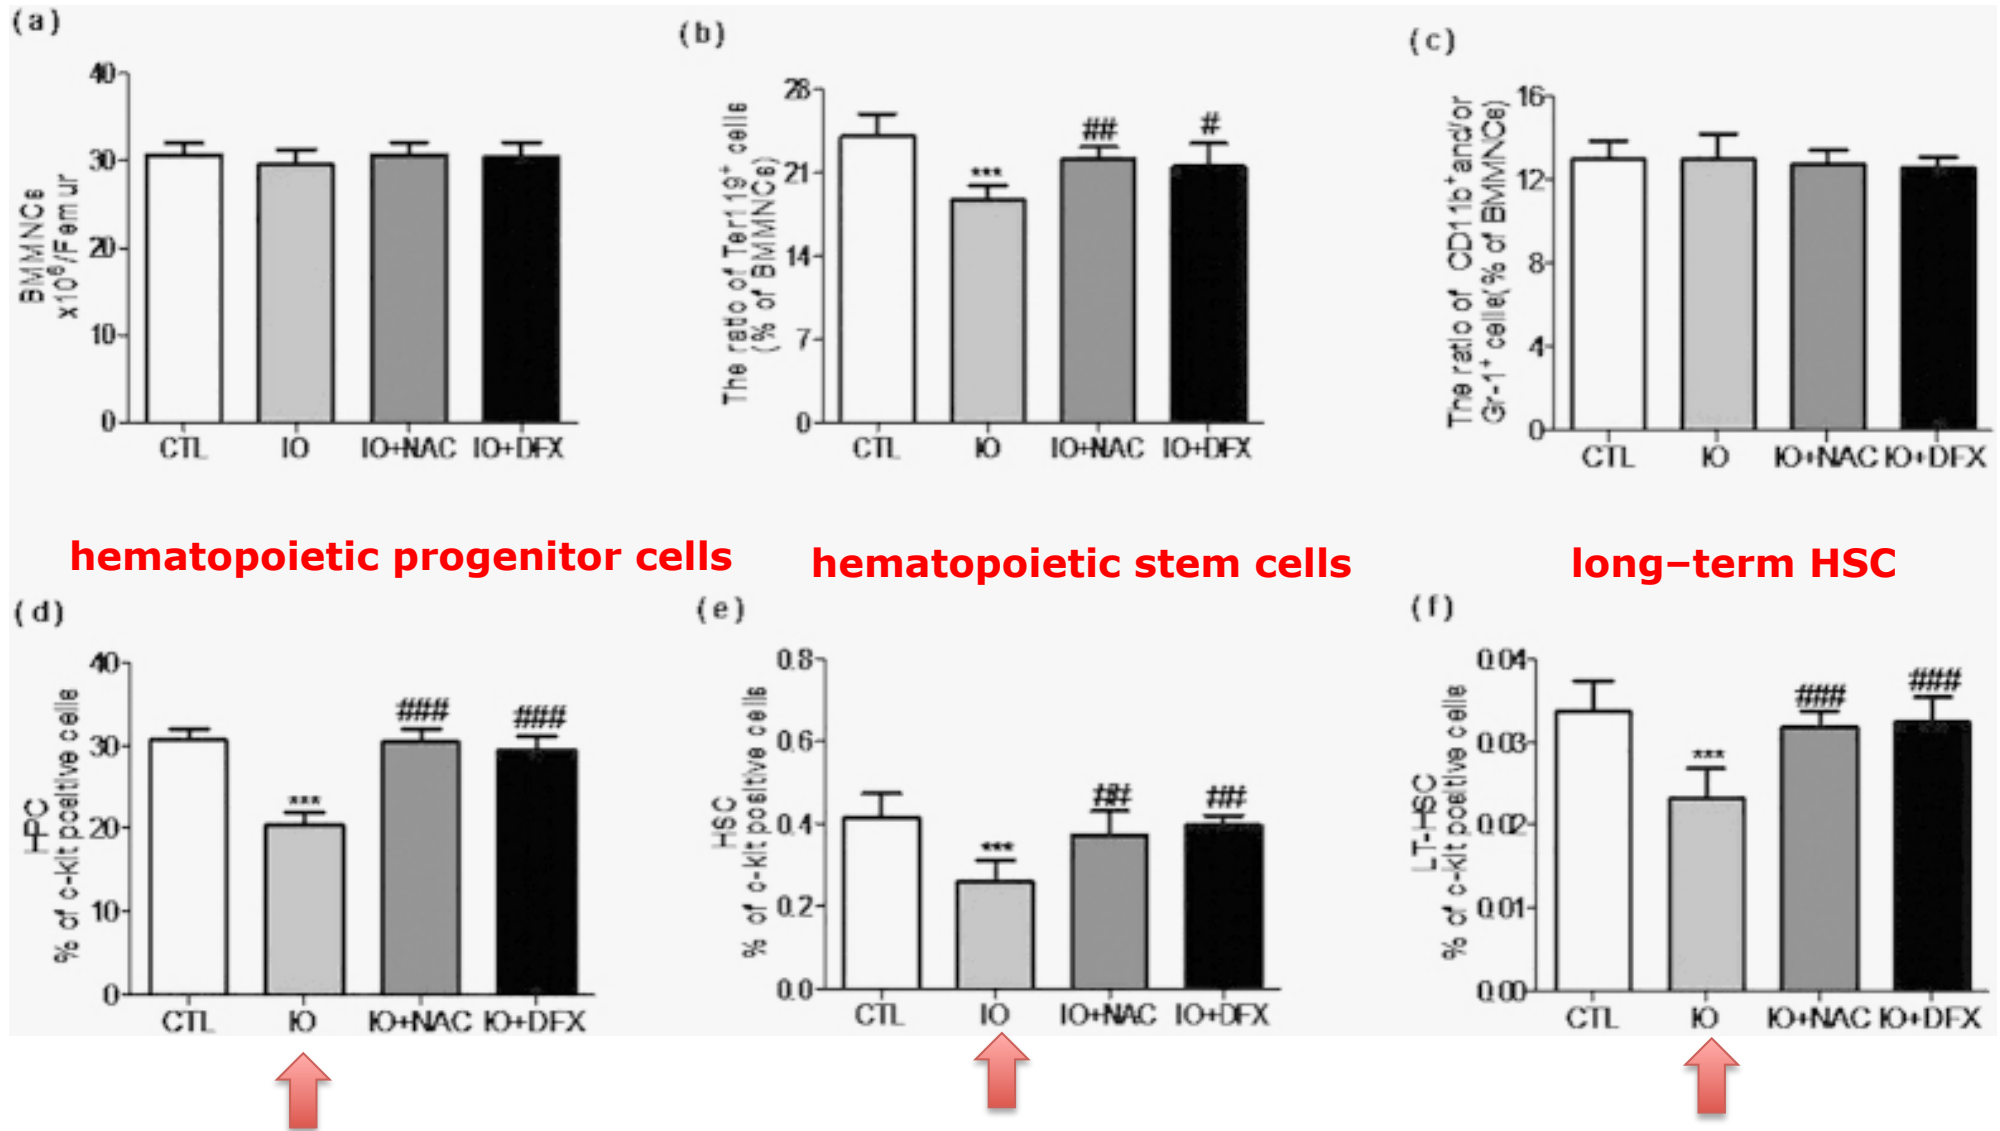 (a)
BMMNCs
x10⁶/Femur
40
30
20
10
0
CTL IO IO+NAC IO+DFX
(b)
The ratio of Ter119⁺ cells
(% of BMMNCs)
28
21
14
7
0
***
##
#
CTL IO IO+NAC IO+DFX
(c)
The ratio of CD11b⁺and/or
Gr-1⁺ cells(% of BMMNCs)
16
12
8
4
0
CTL IO IO+NAC IO+DFX
hematopoietic progenitor cells
hematopoietic stem cells
long–term HSC
(d)
HPC
% of c-kit positive cells
40
30
20
10
0
***
###
###
CTL IO IO+NAC IO+DFX
(e)
HSC
% of c-kit positive cells
0.8
0.6
0.4
0.2
0.0
***
##
##
CTL IO IO+NAC IO+DFX
(f)
LT-HSC
% of c-kit positive cells
0.04
0.03
0.02
0.01
0.00
***
###
###
CTL IO IO+NAC IO+DFX